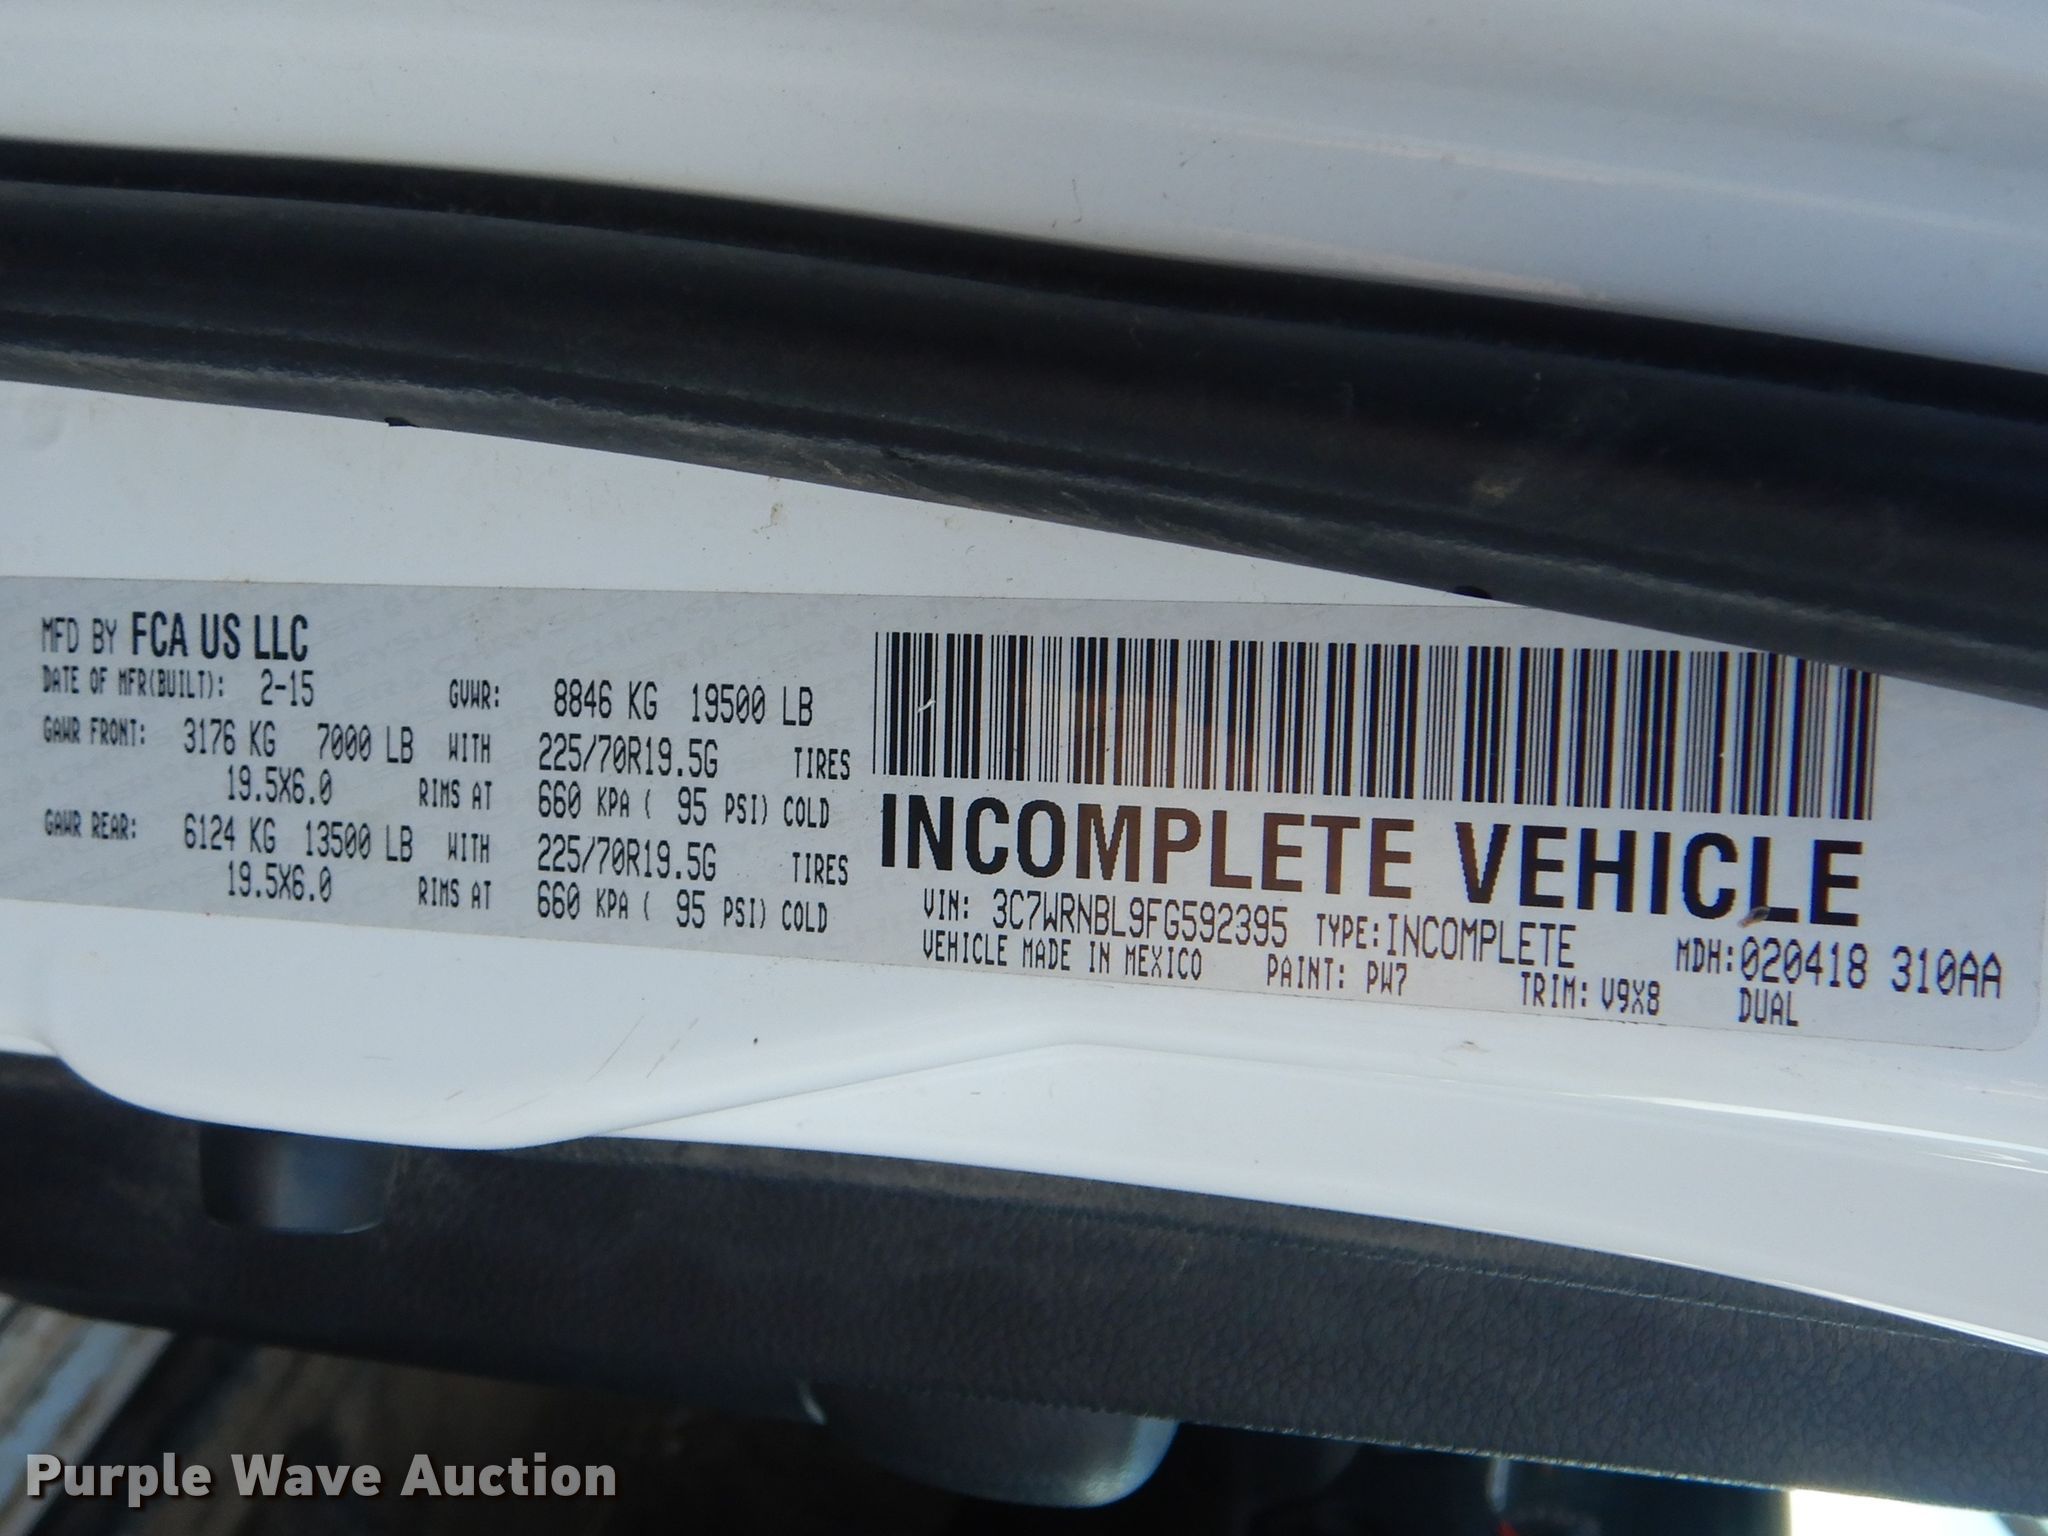 MFD BY FCA US LLC
DATE OF MFR(BUILT): 2-15 GVWR: 8846 KG 19500 LB
GAWR FRONT: 3176 KG 7000 LB WITH 225/70R19.5G TIRES
19.5X6.0 RIMS AT 660 KPA ( 95 PSI) COLD
GAWR REAR: 6124 KG 13500 LB WITH 225/70R19.5G TIRES
19.5X6.0 RIMS AT 660 KPA ( 95 PSI) COLD
INCOMPLETE VEHICLE
VIN: 3C7WRNBL9FG592395 TYPE:INCOMPLETE MDH:020418 310AA
VEHICLE MADE IN MEXICO PAINT: PW7 TRIM: V9X8 DUAL
Purple Wave Auction